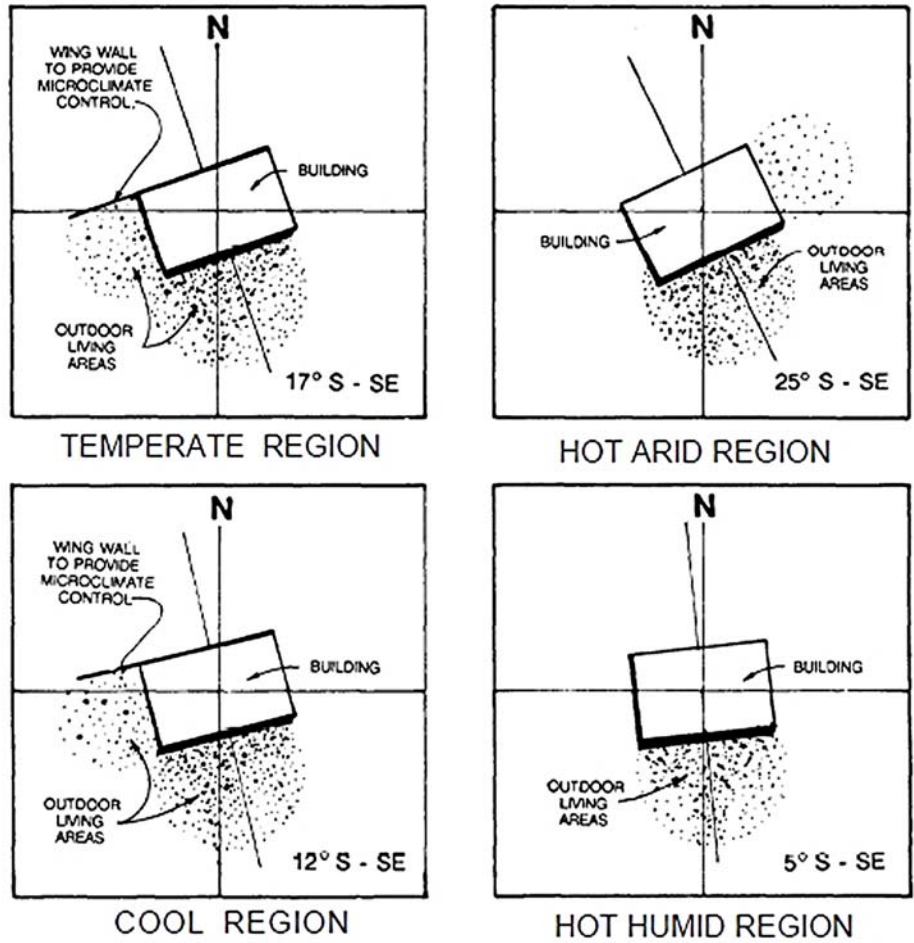 N
WING WALL
TO PROVIDE
MICROCLIMATE
CONTROL.
BUILDING
OUTDOOR
LIVING
AREAS
17° S - SE
TEMPERATE REGION
N
BUILDING
OUTDOOR
LIVING
AREAS
25° S - SE
HOT ARID REGION
N
WING WALL
TO PROVIDE
MICROCLIMATE
CONTROL
BUILDING
OUTDOOR
LIVING
AREAS
12° S - SE
COOL REGION
N
BUILDING
OUTDOOR
LIVING
AREAS
5° S - SE
HOT HUMID REGION